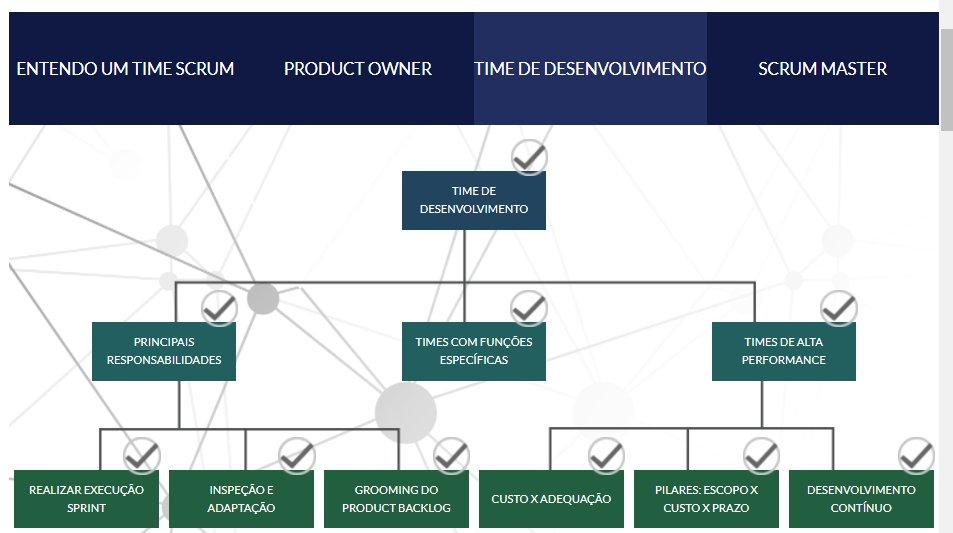 ENTENDO UM TIME SCRUM
PRODUCT OWNER
TIME DE DESENVOLVIMENTO
SCRUM MASTER
TIME DE
DESENVOLVIMENTO
PRINCIPAIS
RESPONSABILIDADES
TIMES COM FUNÇÕES
ESPECÍFICAS
TIMES DE ALTA
PERFORMANCE
REALIZAR EXECUÇÃO
SPRINT
INSPEÇÃO E
ADAPTAÇÃO
GROOMING DO
PRODUCT BACKLOG
CUSTO X ADEQUAÇÃO
PILARES: ESCOPO X
CUSTO X PRAZO
DESENVOLVIMENTO
CONTÍNUO